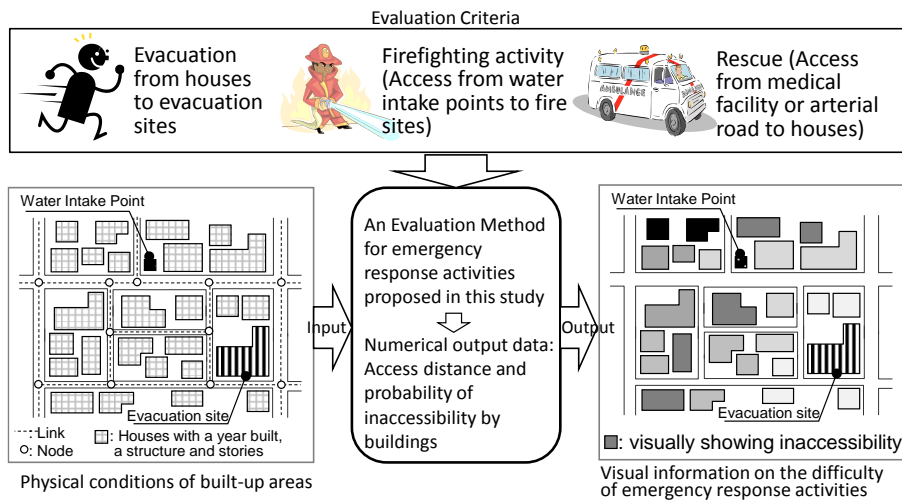 Evaluation Criteria
Evacuation
from houses
to evacuation
sites
Firefighting activity
(Access from water
intake points to fire
sites)
AMBULANCE
Rescue (Access
from medical
facility or arterial
road to houses)
Water Intake Point
Evacuation site
-----: Link
: Node
: Houses with a year built,
a structure and stories
Physical conditions of built-up areas
Input
An Evaluation Method
for emergency
response activities
proposed in this study
Numerical output data:
Access distance and
probability of
inaccessibility by
buildings
Output
Water Intake Point
Evacuation site
: visually showing inaccessibility
Visual information on the difficulty
of emergency response activities